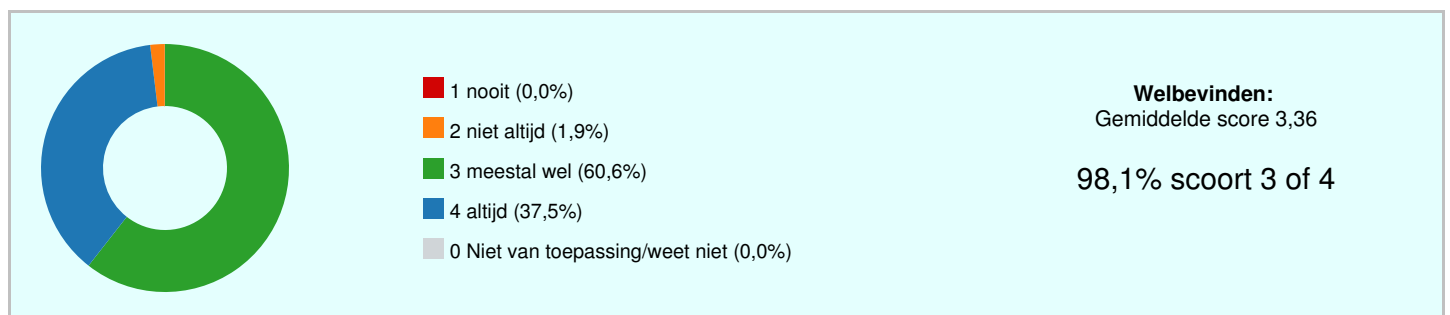 1 nooit (0,0%)
2 niet altijd (1,9%)
3 meestal wel (60,6%)
4 altijd (37,5%)
0 Niet van toepassing/weet niet (0,0%)
Welbevinden:
Gemiddelde score 3,36
98,1% scoort 3 of 4